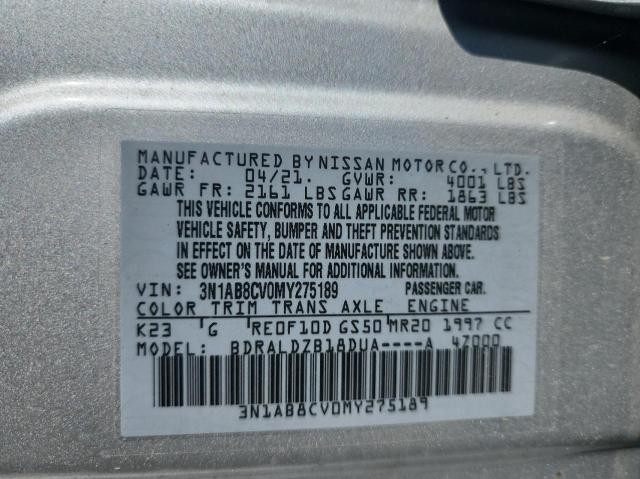 MANUFACTURED BY NISSAN MOTOR CO., LTD.
DATE: 04/21. GVWR: 4001 LBS
GAWR FR: 2161 LBS GAWR RR: 1863 LBS
THIS VEHICLE CONFORMS TO ALL APPLICABLE FEDERAL MOTOR
VEHICLE SAFETY, BUMPER AND THEFT PREVENTION STANDARDS
IN EFFECT ON THE DATE OF MANUFACTURE SHOWN ABOVE.
SEE OWNER'S MANUAL FOR ADDITIONAL INFORMATION.
VIN: 3N1AB8CV0MY275189 PASSENGER CAR.
COLOR TRIM TRANS AXLE ENGINE
K23 G RE0F10D GS50 MR20 1997 CC
MODEL: BDRALDZB18DUA----A 47000
3N1AB8CV0MY275189